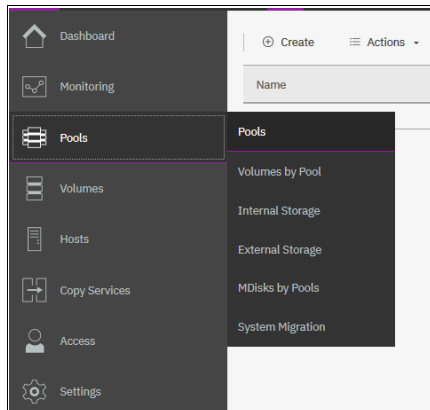 Dashboard
Create
Actions
Monitoring
Name
Pools
Pools
Volumes by Pool
Volumes
Internal Storage
Hosts
External Storage
Copy Services
MDisks by Pools
System Migration
Access
Settings